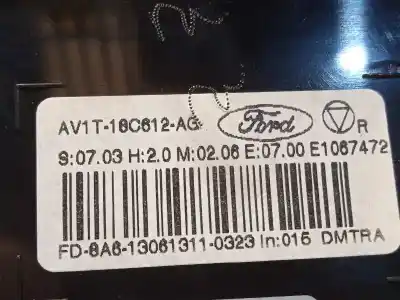 AV1T-18C612-AG Ford R
S:07.03 H:2.0 M:02.06 E:07.00 E1067472
FD-8A6-13061311-0323 In:015 DMTRA